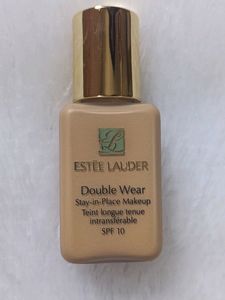 ESTĒE LAUDER
Double Wear
Stay-in-Place Makeup
Teint longue tenue
intransférable
SPF 10